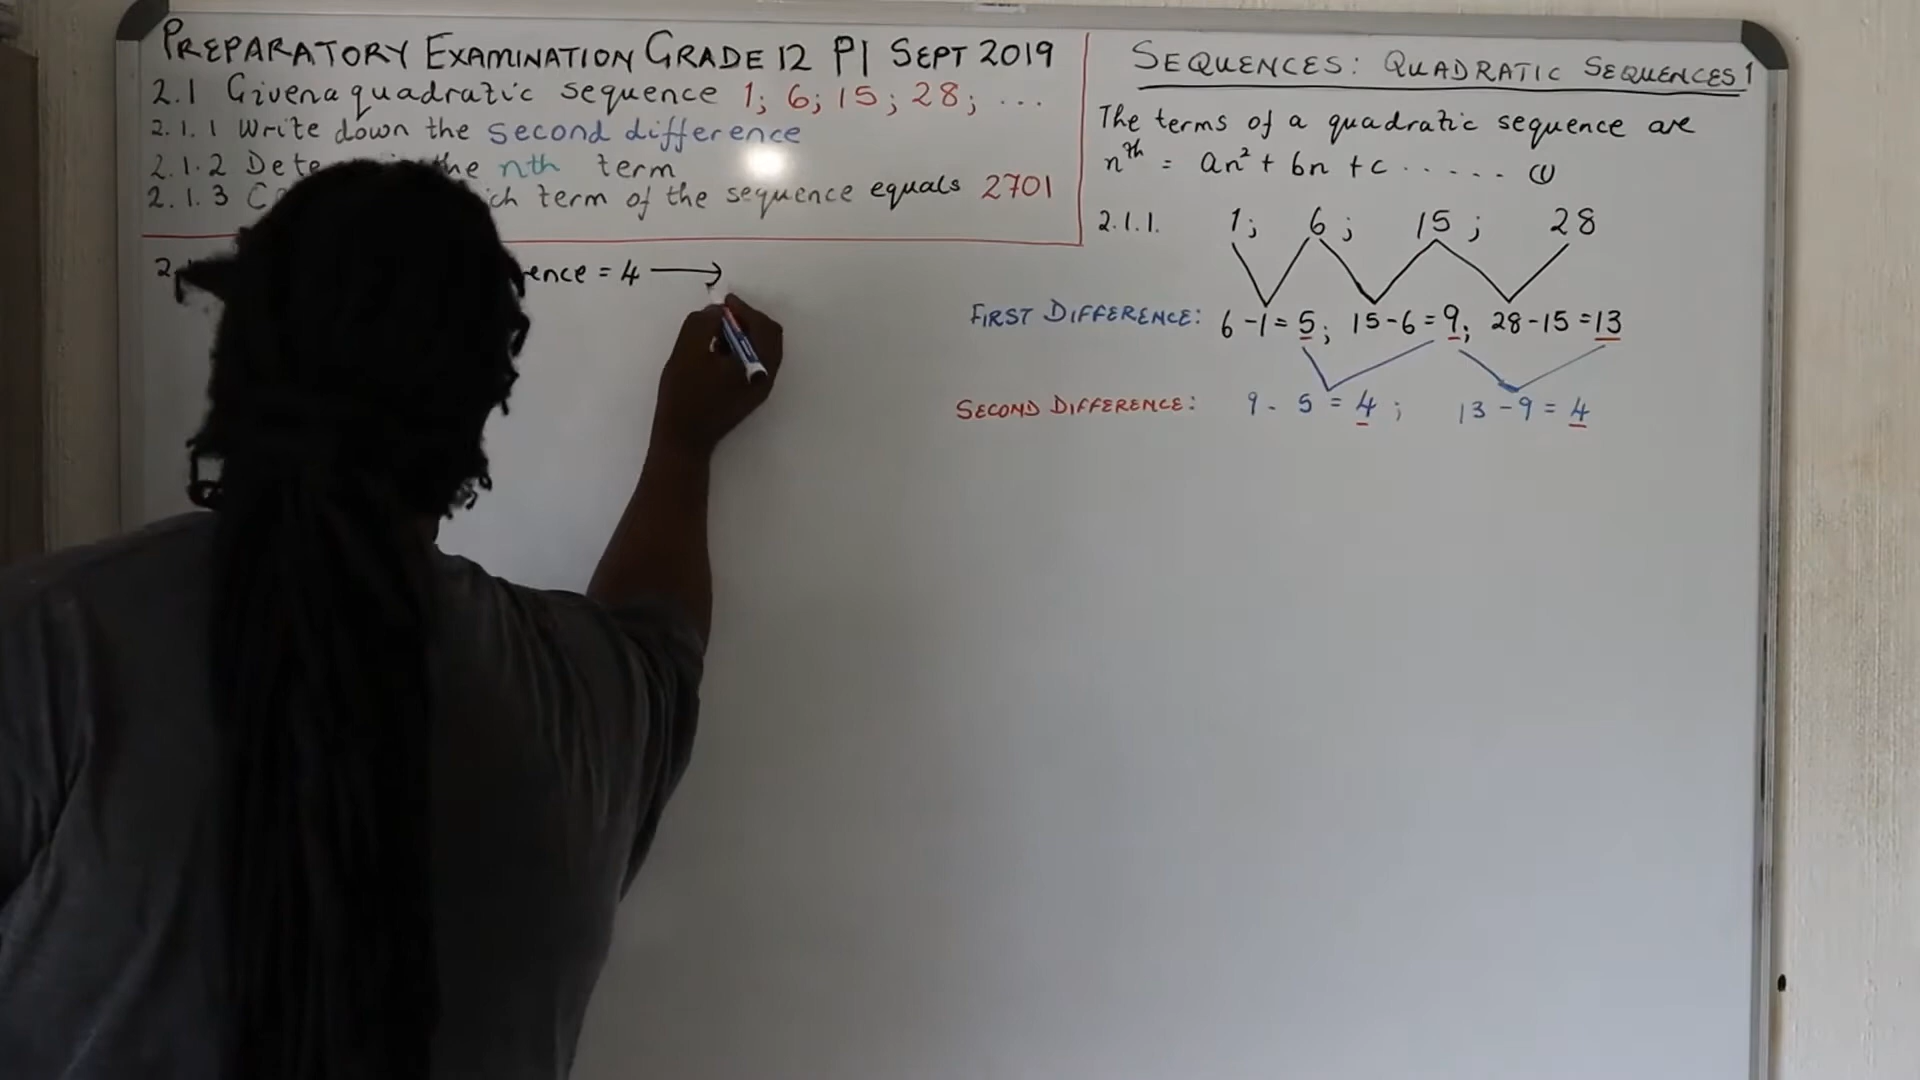 PREPARATORY EXAMINATION GRADE 12 P1 SEPT 2019
2.1 Given a quadratic sequence 1; 6; 15; 28; ...
2.1.1 Write down the second difference
2.1.2 Dete the nth term
2.1.3 C ch term of the sequence equals 2701
2. ence = 4 →
SEQUENCES: QUADRATIC SEQUENCES 1
The terms of a quadratic sequence are
nᵗʰ = an² + bn + c ..... (1)
2.1.1. 1; 6; 15; 28
FIRST DIFFERENCE: 6 - 1 = 5; 15 - 6 = 9; 28 - 15 = 13
SECOND DIFFERENCE: 9 - 5 = 4; 13 - 9 = 4